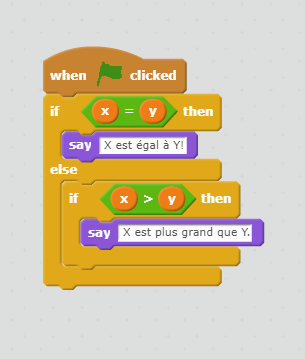 when clicked
if x = y then
say X est égal à Y!
else
if x > y then
say X est plus grand que Y.